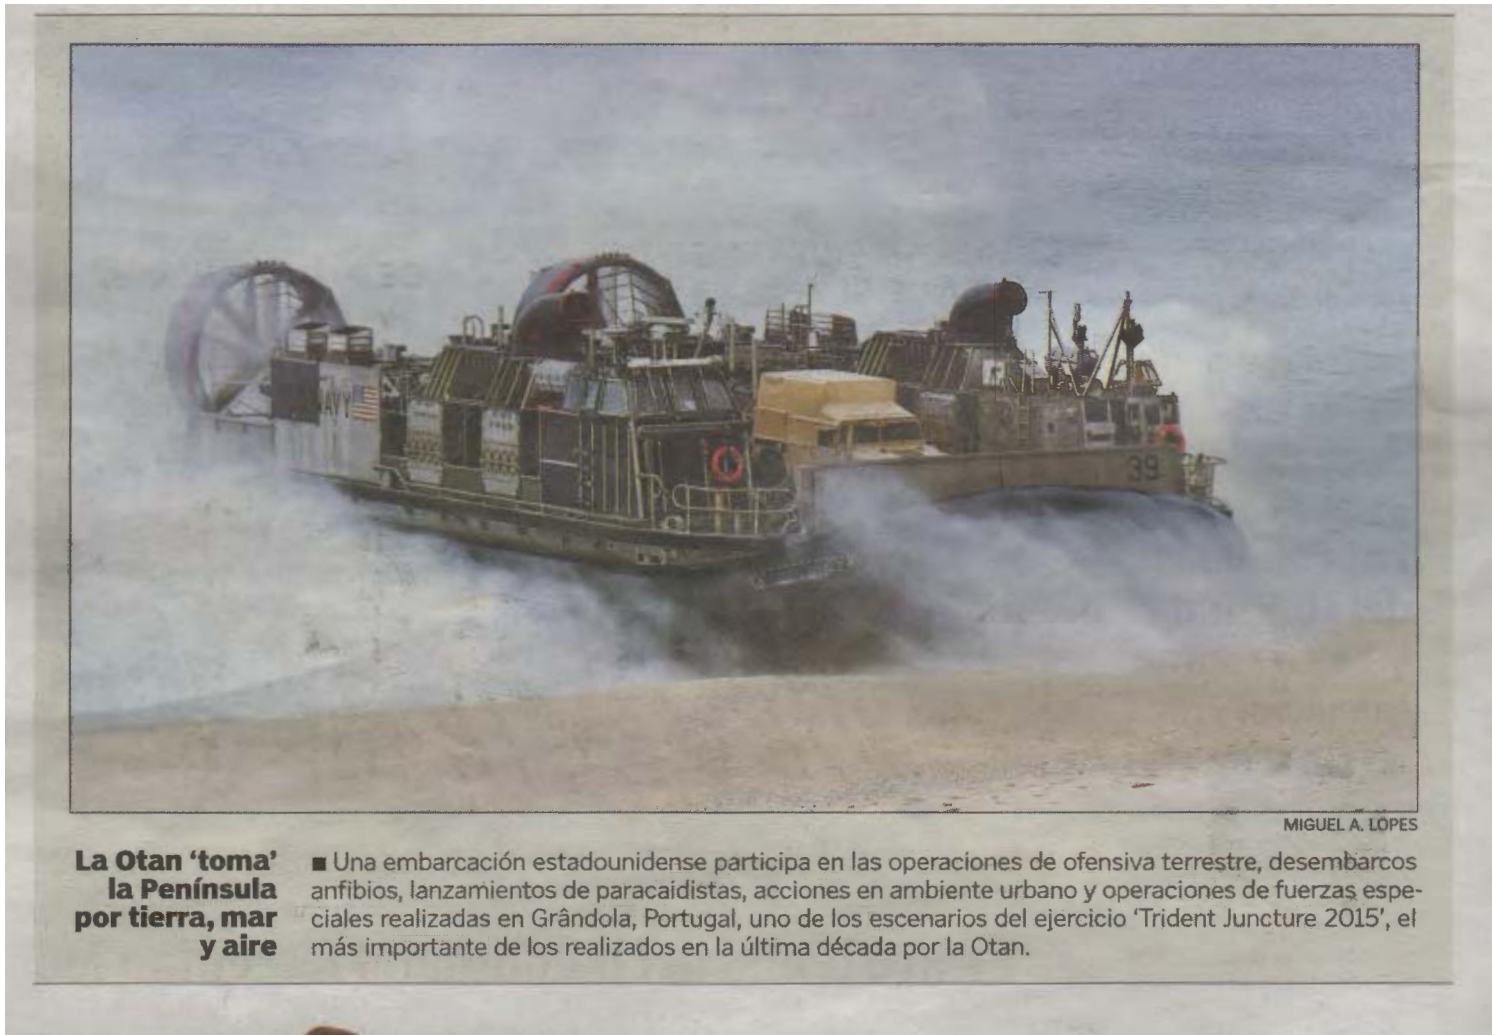 NAVY
39
MIGUEL A. LOPES
La Otan ‘toma’
la Península
por tierra, mar
y aire
■ Una embarcación estadounidense participa en las operaciones de ofensiva terrestre, desembarcos
anfibios, lanzamientos de paracaidistas, acciones en ambiente urbano y operaciones de fuerzas espe-
ciales realizadas en Grândola, Portugal, uno de los escenarios del ejercicio ‘Trident Juncture 2015’, el
más importante de los realizados en la última década por la Otan.